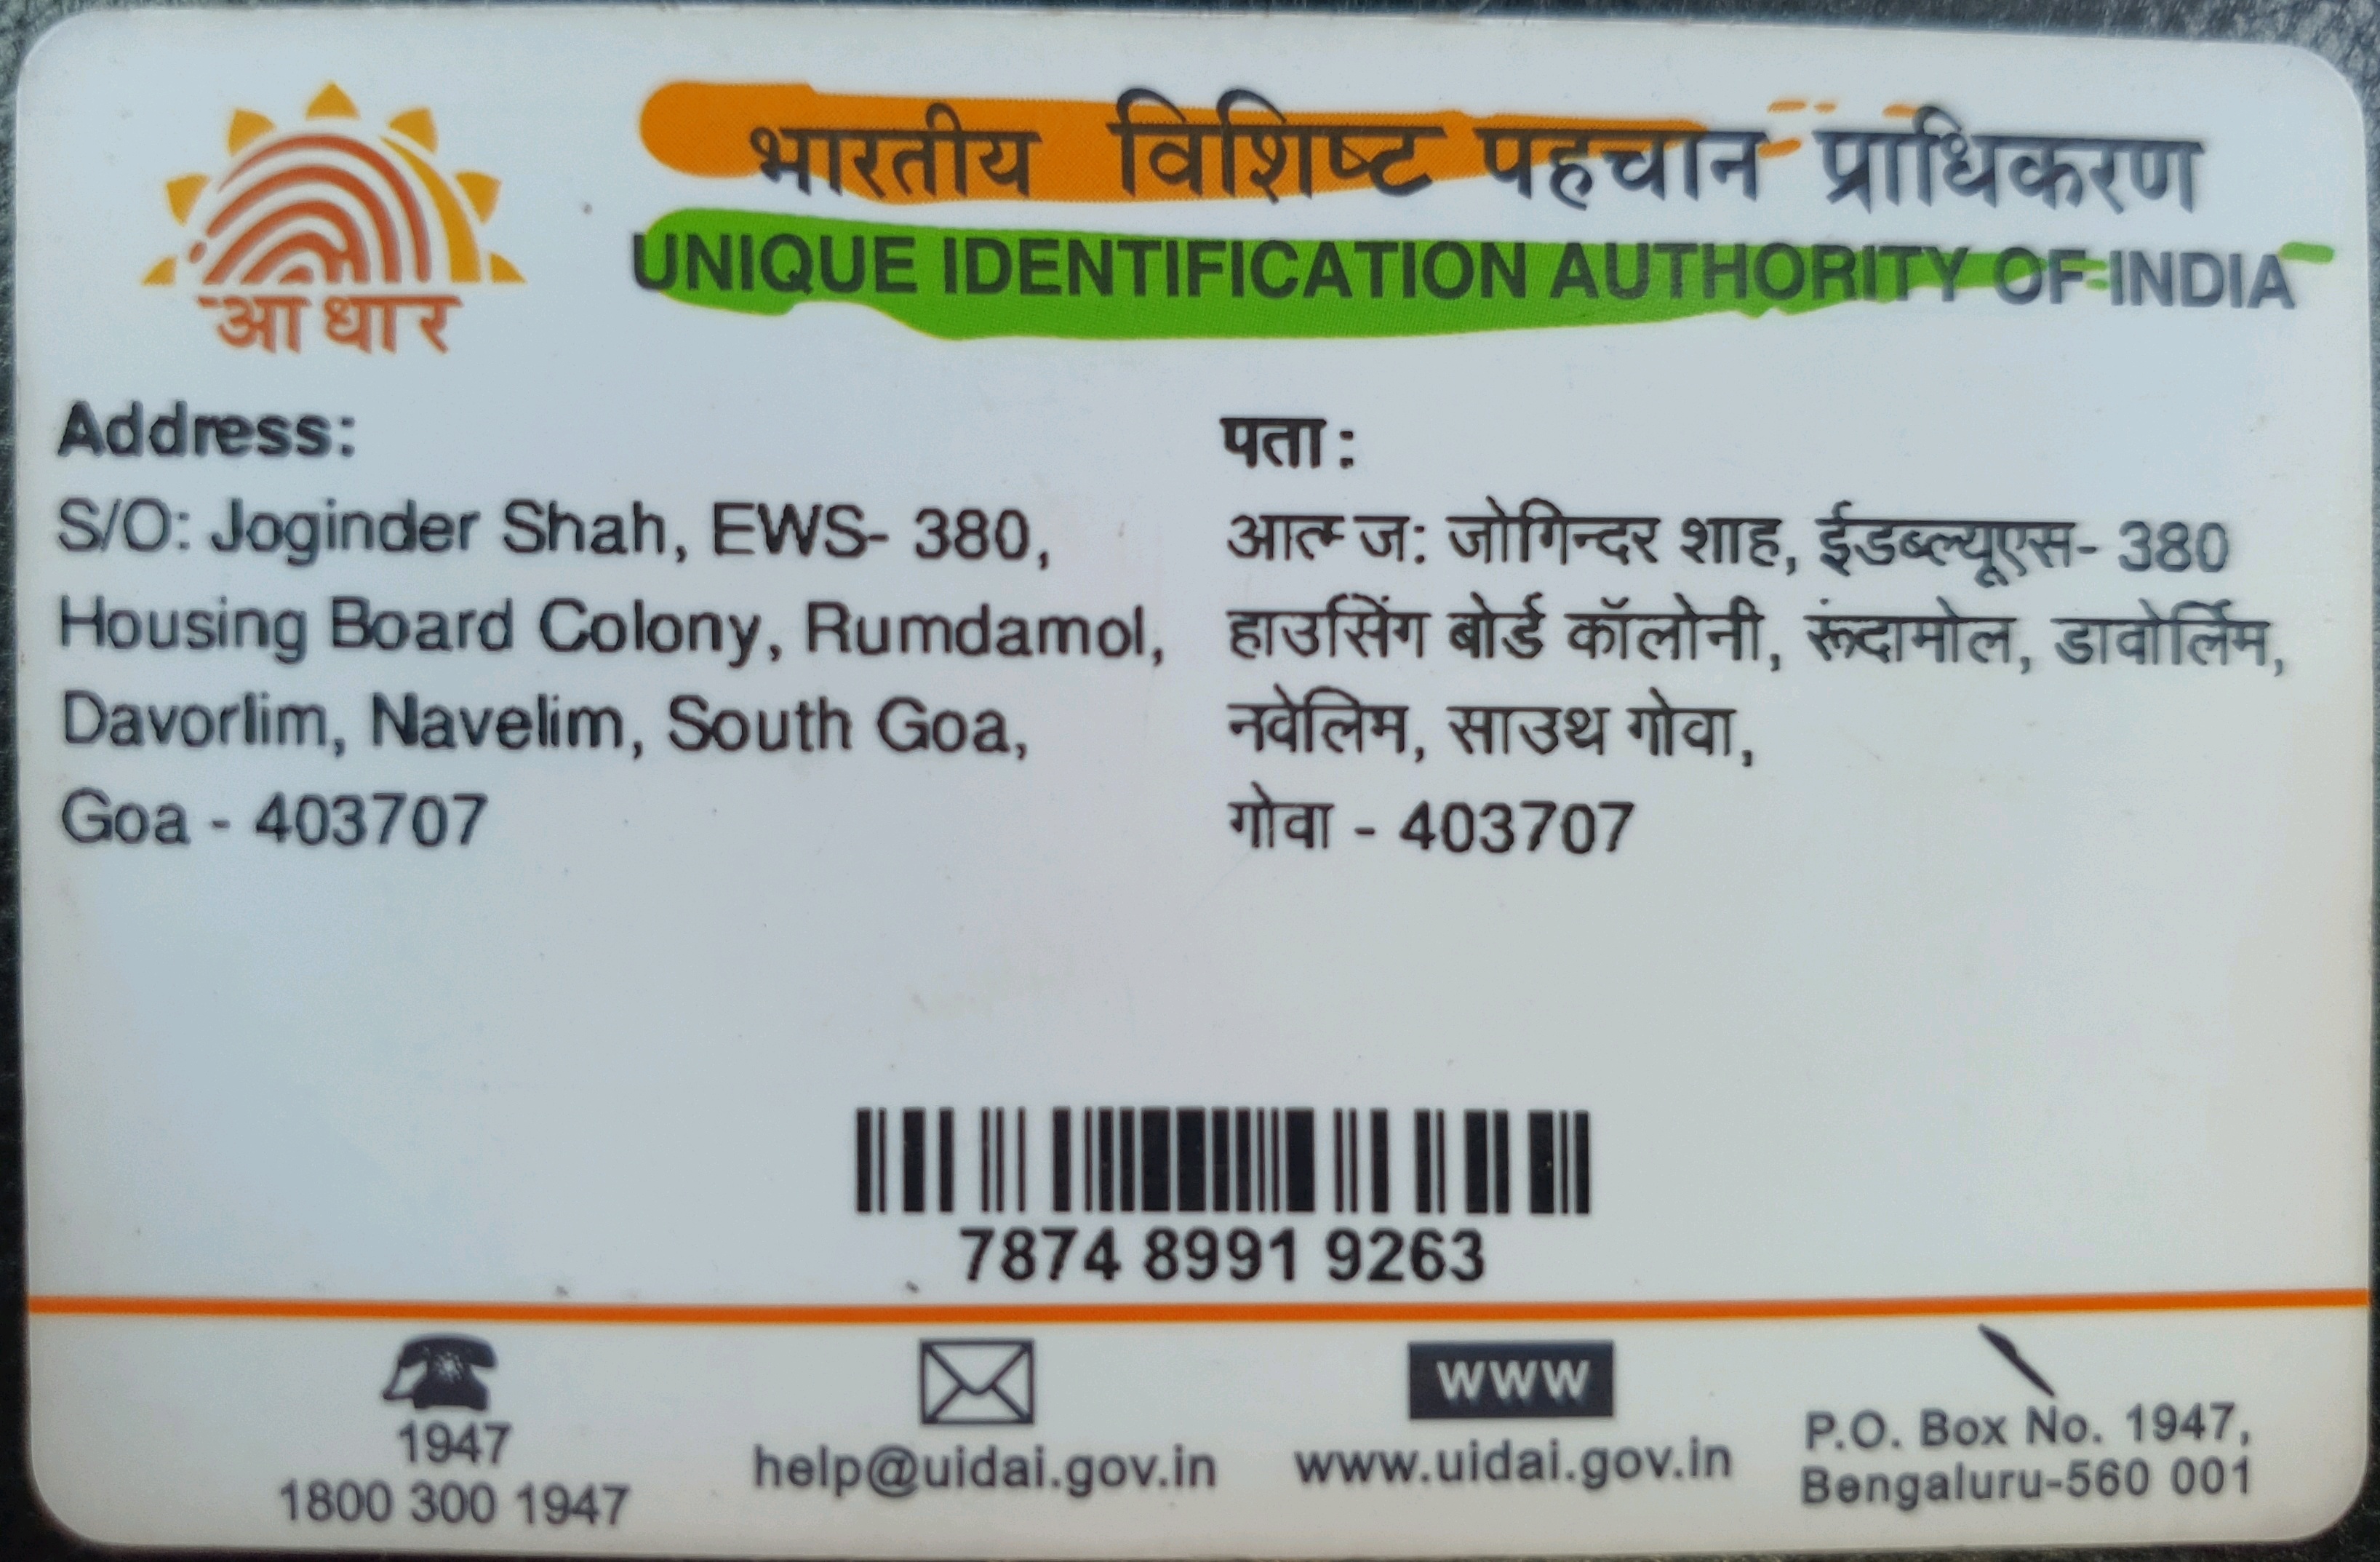 भारतीय विशिष्ट पहचान प्राधिकरण
UNIQUE IDENTIFICATION AUTHORITY OF INDIA
आधार
Address:
S/O: Joginder Shah, EWS- 380,
Housing Board Colony, Rumdamol,
Davorlim, Navelim, South Goa,
Goa - 403707
पता :
आत्मज: जोगिन्दर शाह, ईडब्ल्यूएस- 380
हाउसिंग बोर्ड कॉलोनी, रूंदामोल, डावोर्लिम,
नवेलिम, साउथ गोवा,
गोवा - 403707
7874 8991 9263
1947
1800 300 1947
help@uidai.gov.in
WWW
www.uidai.gov.in
P.O. Box No. 1947,
Bengaluru-560 001